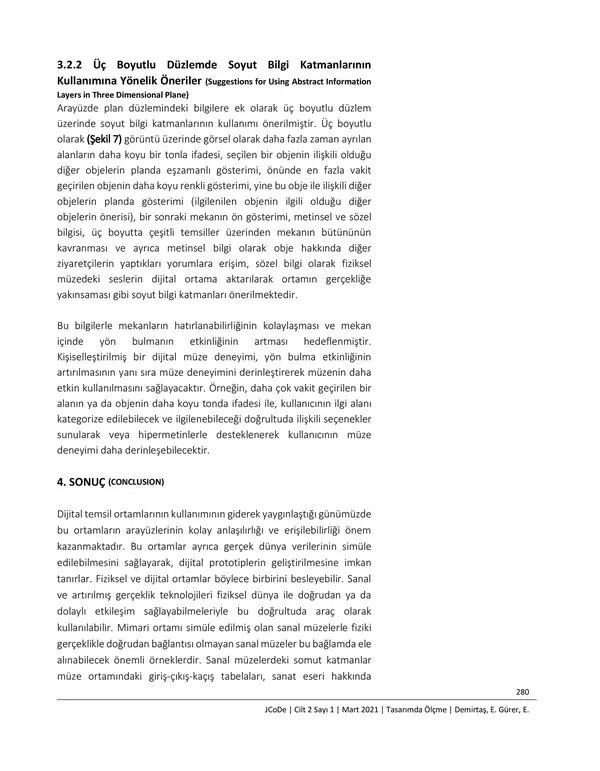 3.2.2 Üç Boyutlu Düzlemde Soyut Bilgi Katmanlarının
Kullanımına Yönelik Öneriler (Suggestions for Using Abstract Information
Layers in Three Dimensional Plane)
Arayüzde plan düzlemindeki bilgilere ek olarak üç boyutlu düzlem
üzerinde soyut bilgi katmanlarının kullanımı önerilmiştir. Üç boyutlu
olarak (Şekil 7) görüntü üzerinde görsel olarak daha fazla zaman ayrılan
alanların daha koyu bir tonla ifadesi, seçilen bir objenin ilişkili olduğu
diğer objelerin planda eşzamanlı gösterimi, önünde en fazla vakit
geçirilen objenin daha koyu renkli gösterimi, yine bu obje ile ilişkili diğer
objelerin planda gösterimi (ilgilenilen objenin ilgili olduğu diğer
objelerin önerisi), bir sonraki mekanın ön gösterimi, metinsel ve sözel
bilgisi, üç boyutta çeşitli temsiller üzerinden mekanın bütününün
kavranması ve ayrıca metinsel bilgi olarak obje hakkında diğer
ziyaretçilerin yaptıkları yorumlara erişim, sözel bilgi olarak fiziksel
müzedeki seslerin dijital ortama aktarılarak ortamın gerçekliğe
yakınsaması gibi soyut bilgi katmanları önerilmektedir.
Bu bilgilerle mekanların hatırlanabilirliğinin kolaylaşması ve mekan
içinde yön bulmanın etkinliğinin artması hedeflenmiştir.
Kişiselleştirilmiş bir dijital müze deneyimi, yön bulma etkinliğinin
artırılmasının yanı sıra müze deneyimini derinleştirerek müzenin daha
etkin kullanılmasını sağlayacaktır. Örneğin, daha çok vakit geçirilen bir
alanın ya da objenin daha koyu tonda ifadesi ile, kullanıcının ilgi alanı
kategorize edilebilecek ve ilgilenebileceği doğrultuda ilişkili seçenekler
sunularak veya hipermetinlerle desteklenerek kullanıcının müze
deneyimi daha derinleşebilecektir.
4. SONUÇ (CONCLUSION)
Dijital temsil ortamlarının kullanımının giderek yaygınlaştığı günümüzde
bu ortamların arayüzlerinin kolay anlaşılırlığı ve erişilebilirliği önem
kazanmaktadır. Bu ortamlar ayrıca gerçek dünya verilerinin simüle
edilebilmesini sağlayarak, dijital prototiplerin geliştirilmesine imkan
tanırlar. Fiziksel ve dijital ortamlar böylece birbirini besleyebilir. Sanal
ve artırılmış gerçeklik teknolojileri fiziksel dünya ile doğrudan ya da
dolaylı etkileşim sağlayabilmeleriyle bu doğrultuda araç olarak
kullanılabilir. Mimari ortamı simüle edilmiş olan sanal müzelerle fiziki
gerçeklikle doğrudan bağlantısı olmayan sanal müzeler bu bağlamda ele
alınabilecek önemli örneklerdir. Sanal müzelerdeki somut katmanlar
müze ortamındaki giriş-çıkış-kaçış tabelaları, sanat eseri hakkında
280
JCoDe | Cilt 2 Sayı 1 | Mart 2021 | Tasarımda Ölçme | Demirtaş, E. Gürer, E.